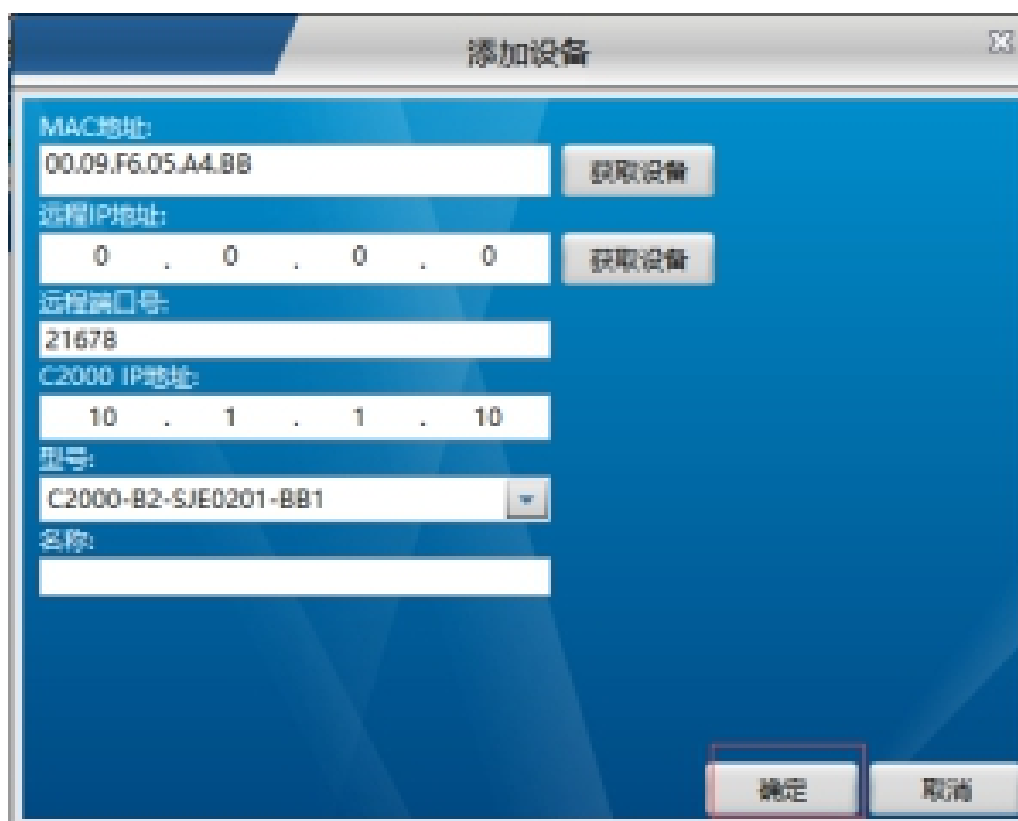 添加设备
MAC地址:
00.09.F6.05.A4.BB 获取设备
远程IP地址:
0 . 0 . 0 . 0 获取设备
远程端口号:
21678
C2000 IP地址:
10 . 1 . 1 . 10
型号:
C2000-B2-SJE0201-BB1
名称:
确定 取消